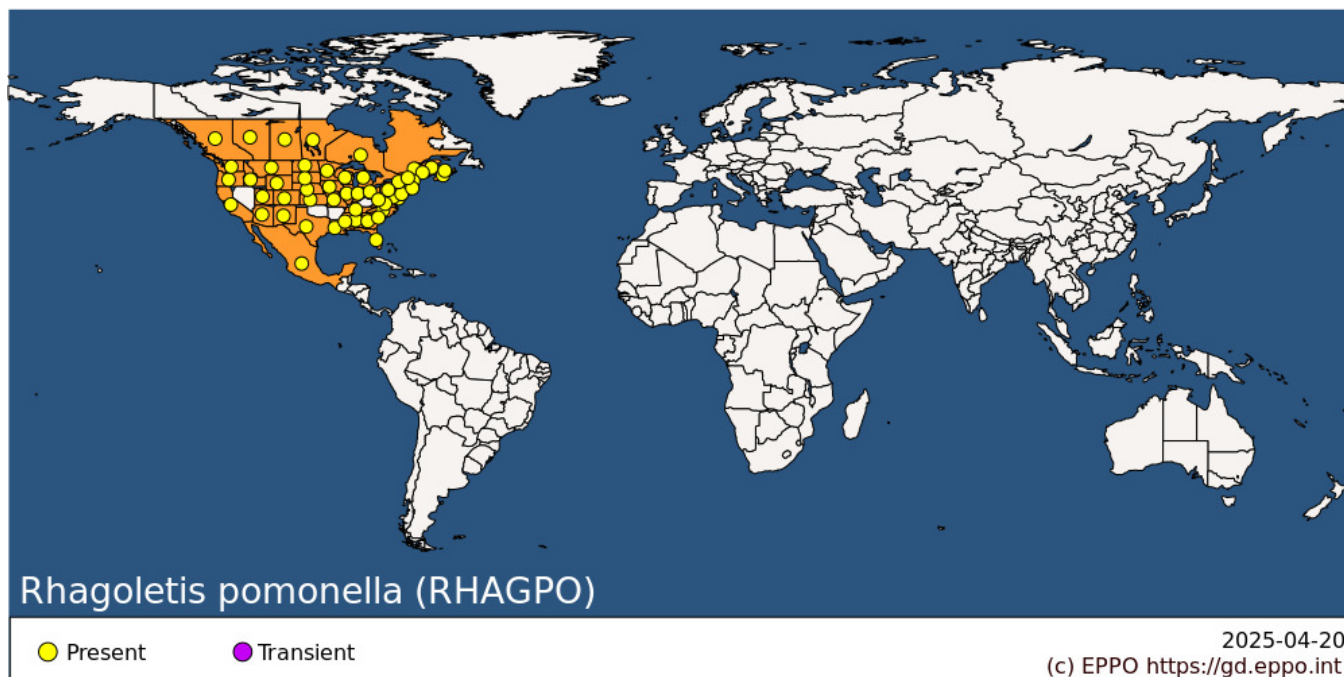 Rhagoletis pomonella (RHAGPO)
Present
Transient
2025-04-20
(c) EPPO https://gd.eppo.int